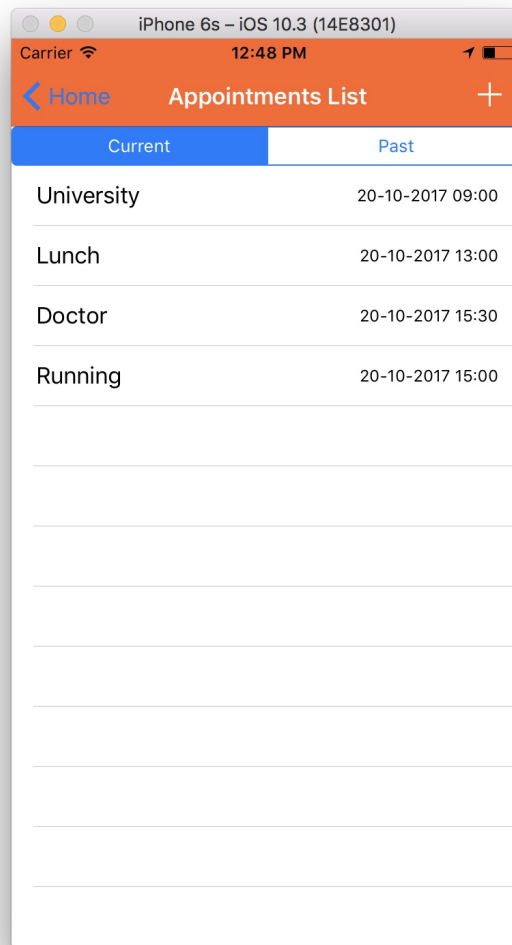 iPhone 6s – iOS 10.3 (14E8301)
Carrier 12:48 PM
Home Appointments List +
Current Past
University 20-10-2017 09:00
Lunch 20-10-2017 13:00
Doctor 20-10-2017 15:30
Running 20-10-2017 15:00